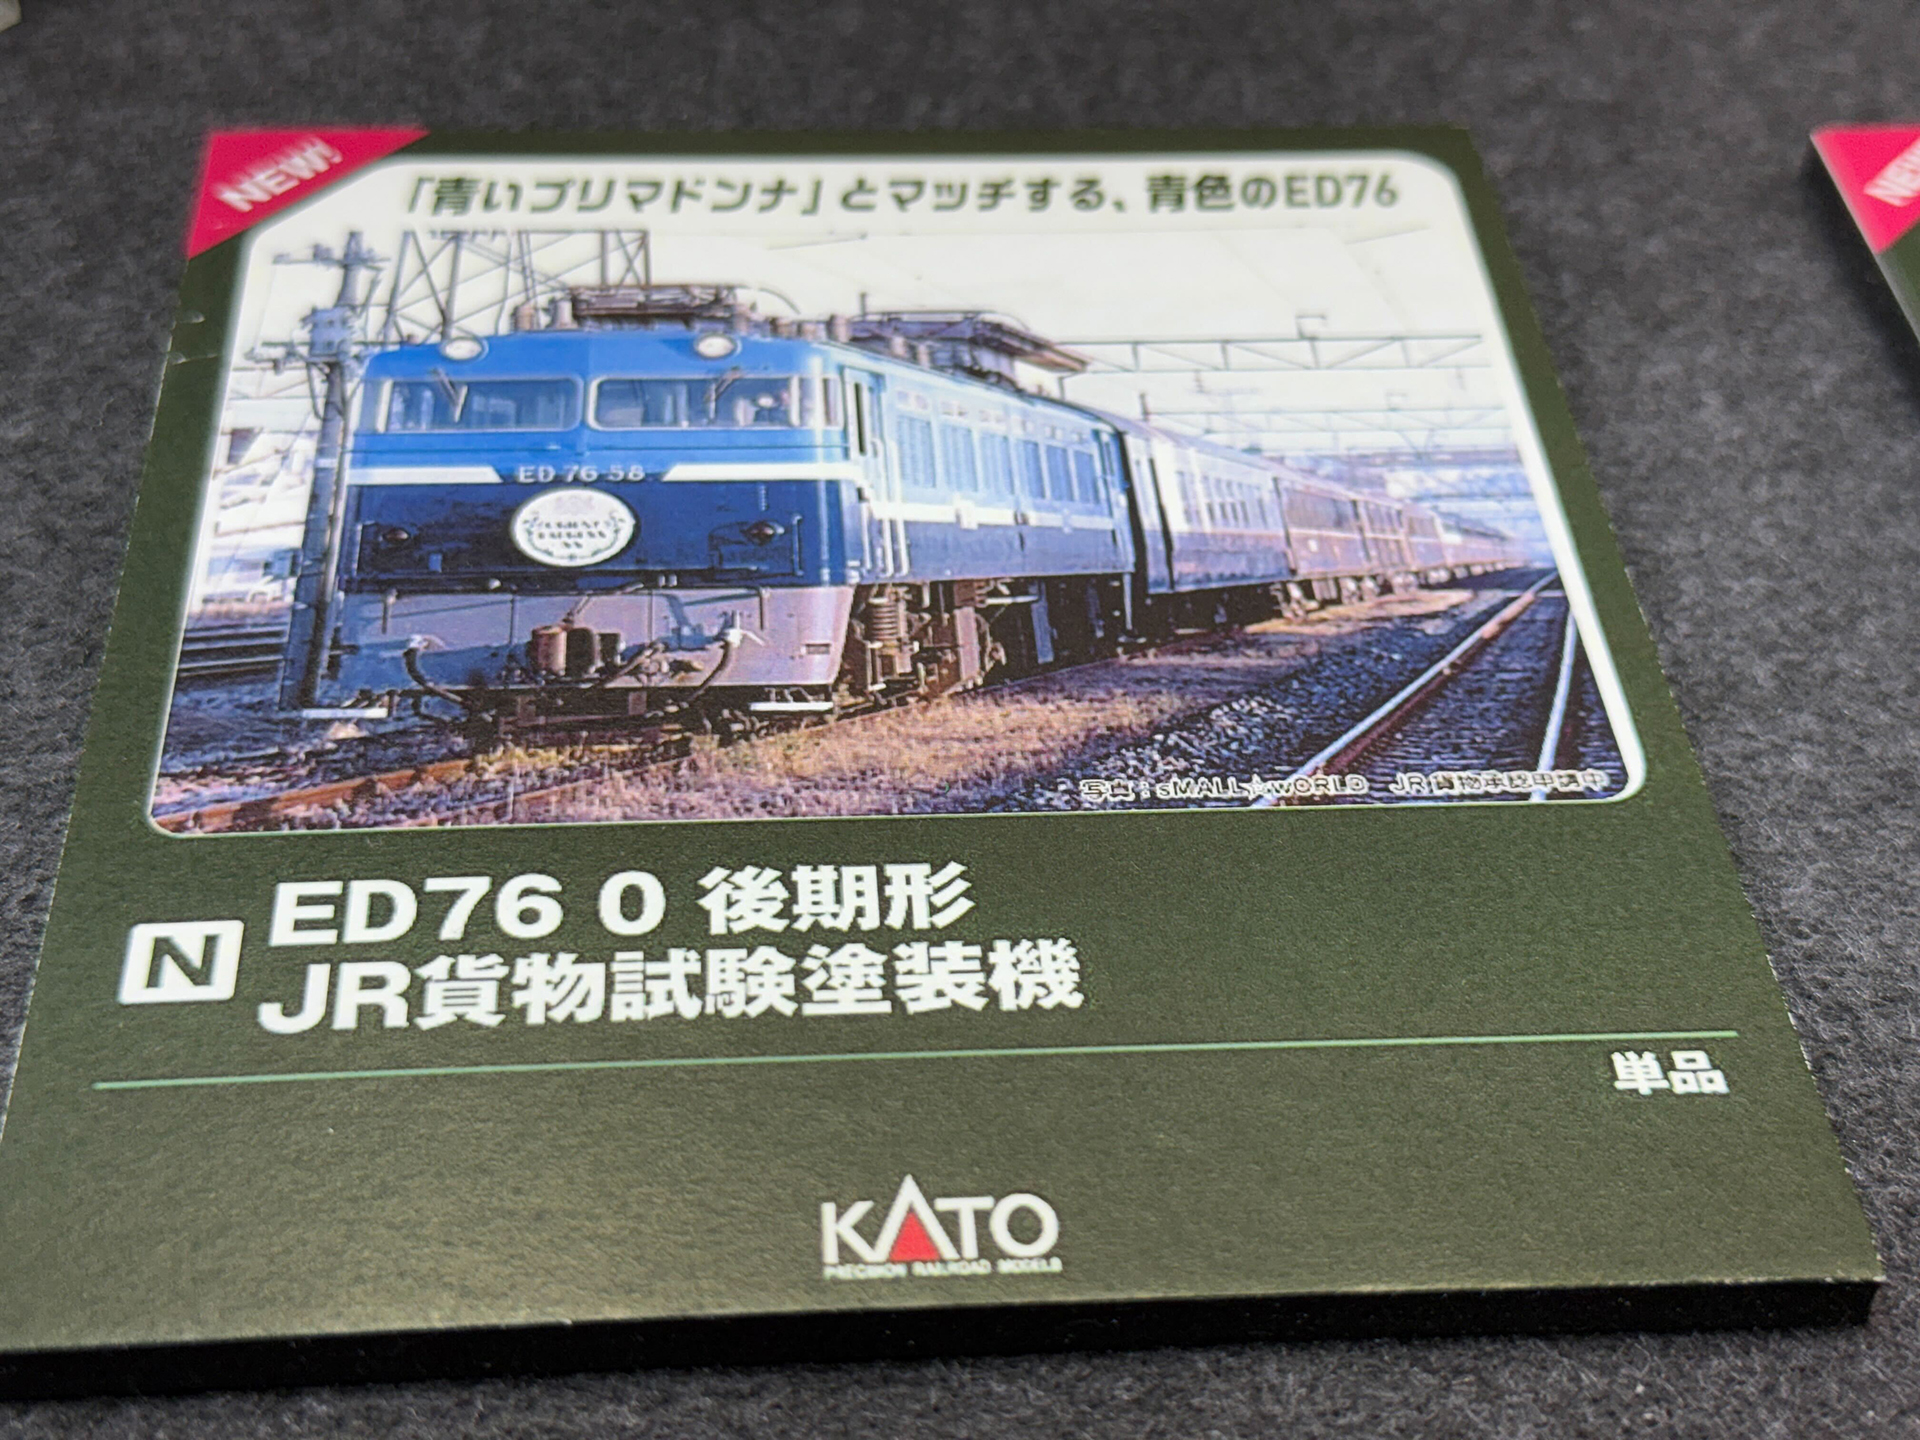 NEW!
「青いプリマドンナ」とマッチする、青色のED76
ED 76 58
ORIENT
EXPRESS
写真:sMALL☆wORLD JR貨物承認申請中
N
ED76 0 後期形
JR貨物試験塗装機
単品
KATO
PRECISION RAILROAD MODELS
NEW